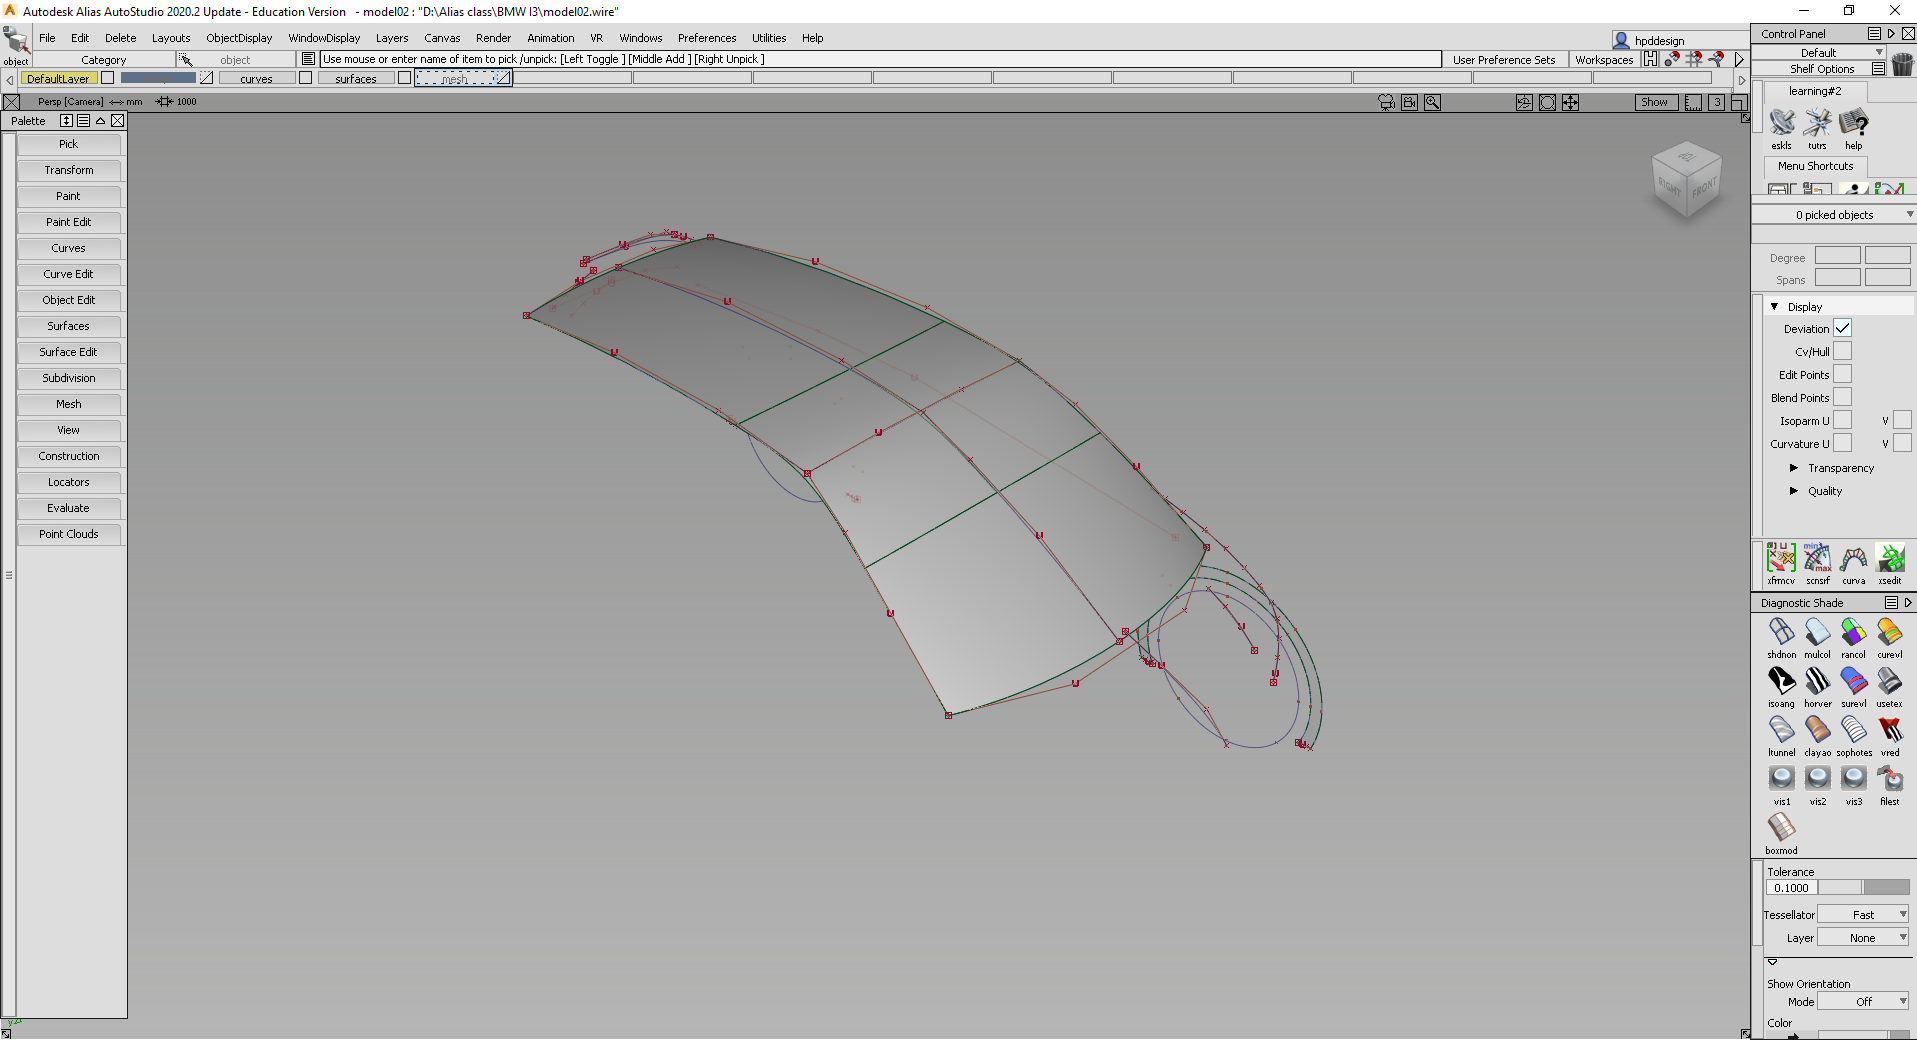 Autodesk Alias AutoStudio 2020.2 Update - Education Version   - model02 : "D:\Alias class\BMW I3\model02.wire"
File Edit Delete Layouts ObjectDisplay WindowDisplay Layers Canvas Render Animation VR Windows Preferences Utilities Help
hpddesign
object
Category object Use mouse or enter name of item to pick /unpick: [Left Toggle ] [Middle Add ] [Right Unpick ] User Preference Sets Workspaces H
DefaultLayer curves surfaces mesh
Persp [Camera] mm 1000 Show 3
Palette
Pick
Transform
Paint
Paint Edit
Curves
Curve Edit
Object Edit
Surfaces
Surface Edit
Subdivision
Mesh
View
Construction
Locators
Evaluate
Point Clouds
TOP
RIGHT FRONT
Control Panel
Default
Shelf Options
learning#2
eskls tutrs help
Menu Shortcuts
0 picked objects
Degree
Spans
Display
Deviation
Cv/Hull
Edit Points
Blend Points
Isoparm U V
Curvature U V
Transparency
Quality
min max
xfrmcv scnsrf curva xsedit
Diagnostic Shade
shdnon mulcol rancol curevl
isoang horver surevl usetex
ltunnel clayao sophotes vred
vis1 vis2 vis3 filest
boxmod
Tolerance
0.1000
Tessellator Fast
Layer None
Show Orientation
Mode Off
Color